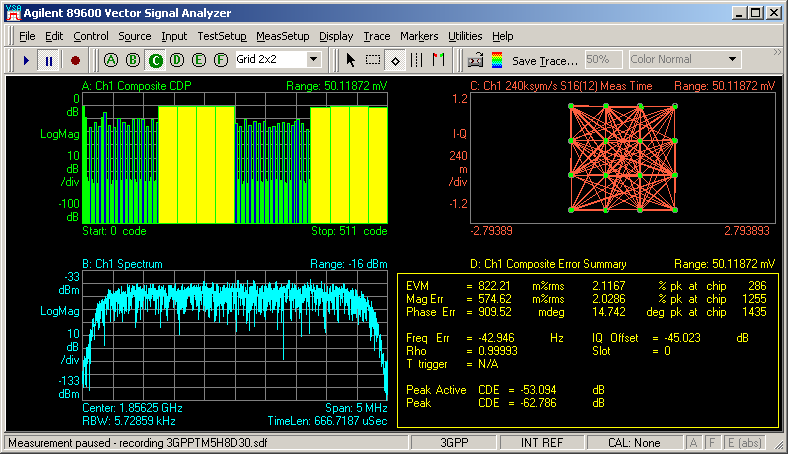 VSA
Agilent 89600 Vector Signal Analyzer
File Edit Control Source Input TestSetup MeasSetup Display Trace Markers Utilities Help
A B C D E F Grid 2x2 Save Trace... 50% Color Normal
A: Ch1 Composite CDP Range: 50.11872 mV
0
dB
LogMag
10
dB
/div
-100
dB
Start: 0 code Stop: 511 code
C: Ch1 240ksym/s S16(12) Meas Time Range: 50.11872 mV
1.2
I-Q
240
m
/div
-1.2
-2.79389 2.793893
B: Ch1 Spectrum Range: -16 dBm
-33
dBm
LogMag
10
dB
/div
-133
dBm
Center: 1.85625 GHz Span: 5 MHz
RBW: 5.72859 kHz TimeLen: 666.7187 uSec
D: Ch1 Composite Error Summary Range: 50.11872 mV
EVM = 822.21 m%rms 2.1167 % pk at chip 286
Mag Err = 574.62 m%rms 2.0286 % pk at chip 1255
Phase Err = 909.52 mdeg 14.742 deg pk at chip 1435
Freq Err = -42.946 Hz IQ Offset = -45.023 dB
Rho = 0.99993 Slot = 0
T trigger = N/A
Peak Active CDE = -53.094 dB
Peak CDE = -62.786 dB
Measurement paused - recording 3GPPTM5H8D30.sdf 3GPP INT REF CAL: None A F E (abs)